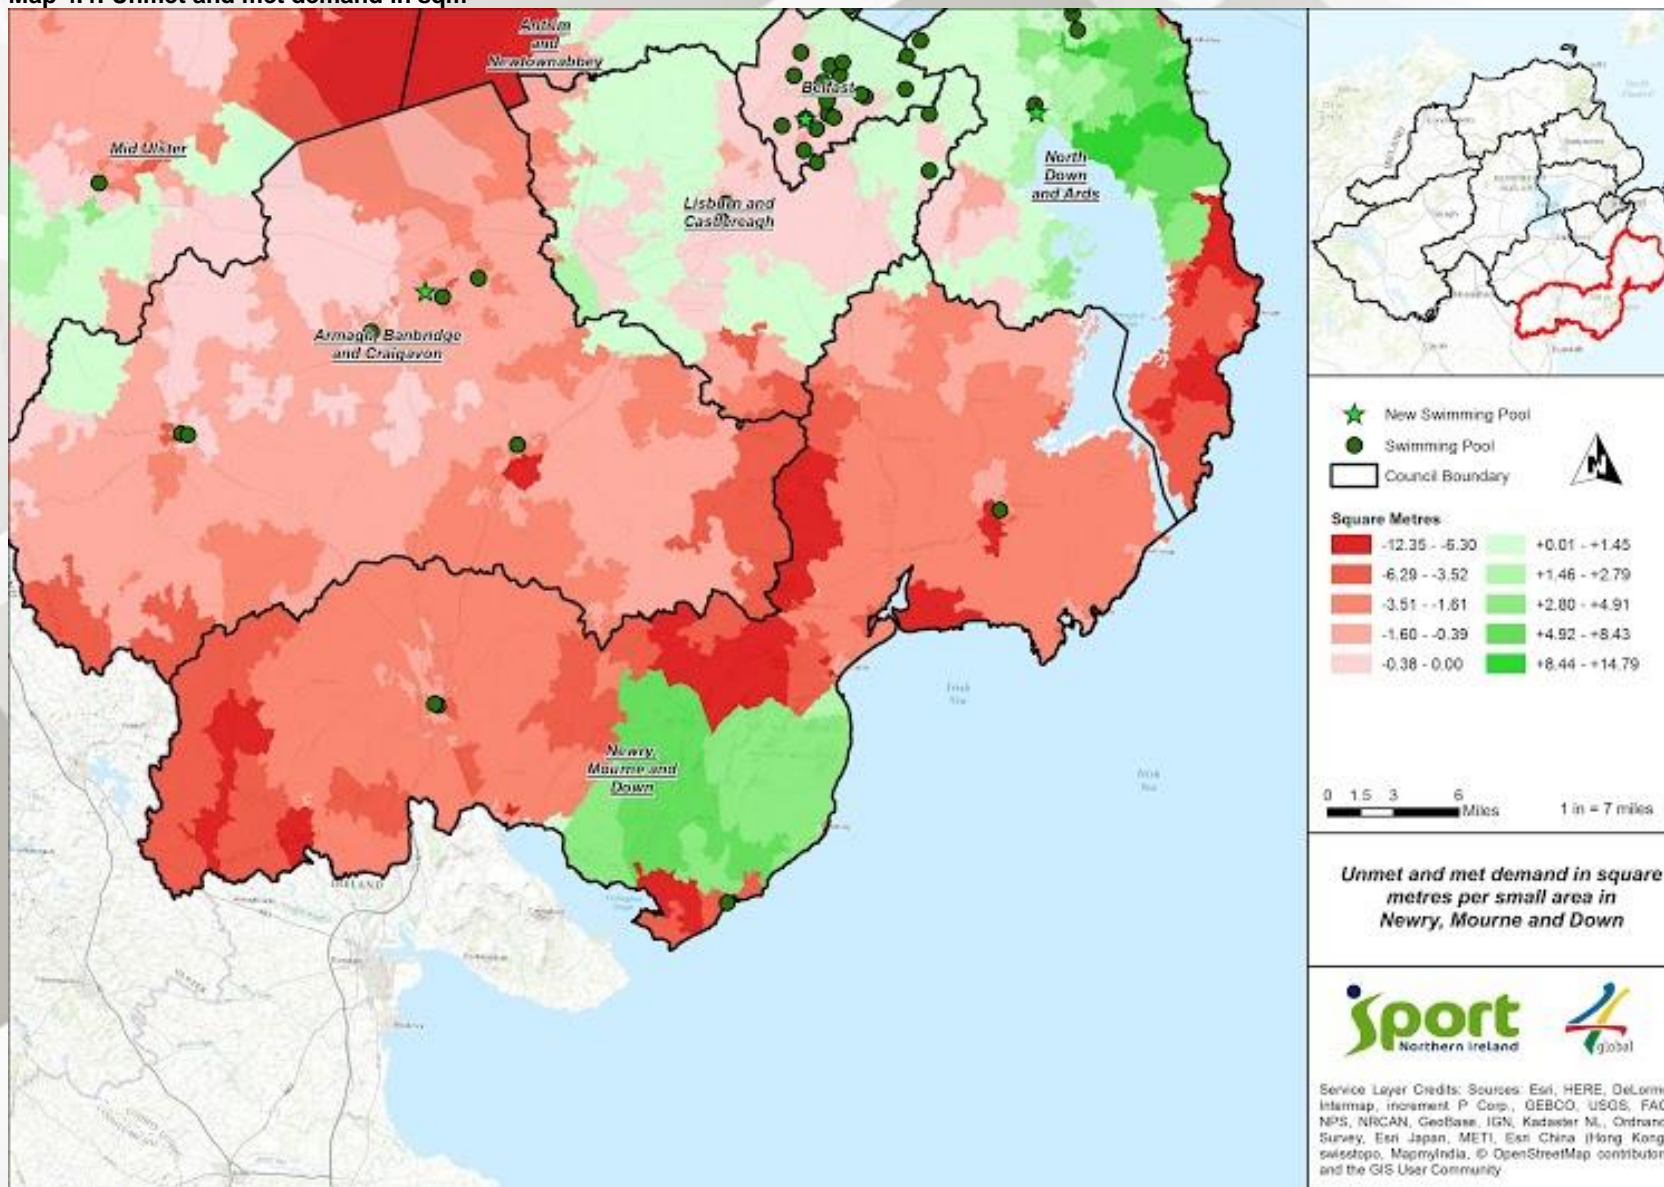 Antrim
and
Newtownabbey
Belfast
Mid Ulster
North
Down
and Ards
Lisburn and
Castlereagh
Armagh, Banbridge
and Craigavon
Newry,
Mourne and
Down
Irish
Sea
IRELAND
New Swimming Pool
Swimming Pool
Council Boundary
N
Square Metres
-12.35 - -6.30
-6.29 - -3.52
-3.51 - -1.61
-1.60 - -0.39
-0.38 - 0.00
+0.01 - +1.45
+1.46 - +2.79
+2.80 - +4.91
+4.92 - +8.43
+8.44 - +14.79
0 1.5 3 6
Miles
1 in = 7 miles
Unmet and met demand in square
metres per small area in
Newry, Mourne and Down
sport
Northern Ireland
4
global
Service Layer Credits: Sources: Esri, HERE, DeLorme
Intermap, increment P Corp., GEBCO, USGS, FAO
NPS, NRCAN, GeoBase, IGN, Kadaster NL, Ordnanc
Survey, Esri Japan, METI, Esri China (Hong Kong
swisstopo, MapmyIndia, © OpenStreetMap contributor
and the GIS User Community